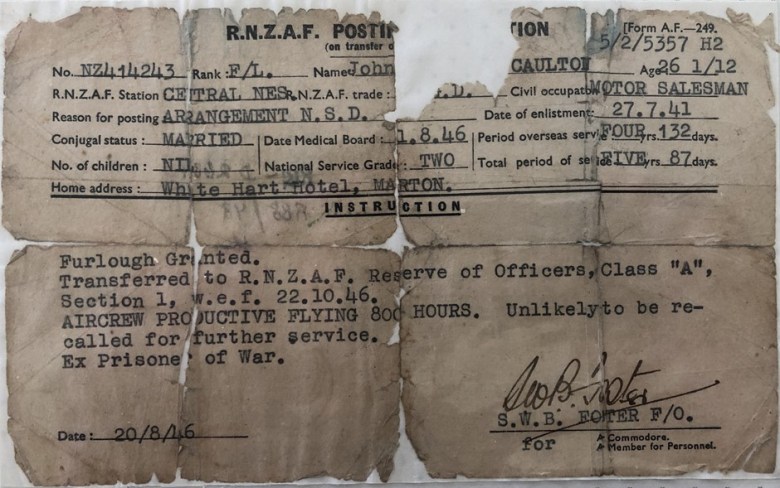 R.N.Z.A.F. POSTIN TION [Form A.F.—249.
(on transfer o 5/2/5357 H2
No. NZ414243 Rank: F/L. Name John CAULTON Age 26 1/12
R.N.Z.A.F. Station CENTRAL NES R.N.Z.A.F. trade: .D. Civil occupation MOTOR SALESMAN
Reason for posting ARRANGEMENT N.S.D. Date of enlistment 27.7.41
Conjugal status: MARRIED Date Medical Board: 1.8.46 Period overseas servi FOUR yrs. 132 days.
No. of children: NIL National Service Grade: TWO Total period of se ice FIVE yrs. 87 days.
Home address: White Hart Hotel, MARTON.
INSTRUCTION
Furlough Granted.
Transferred to R.N.Z.A.F. Reserve of Officers, Class "A",
Section 1, w.e.f. 22.10.46.
AIRCREW PRODUCTIVE FLYING 800 HOURS. Unlikely to be re-
called for further service.
Ex Prisoner of War.
S.W.B. FOTER F/O.
Date: 20/8/46 for Air Commodore.
Air Member for Personnel.